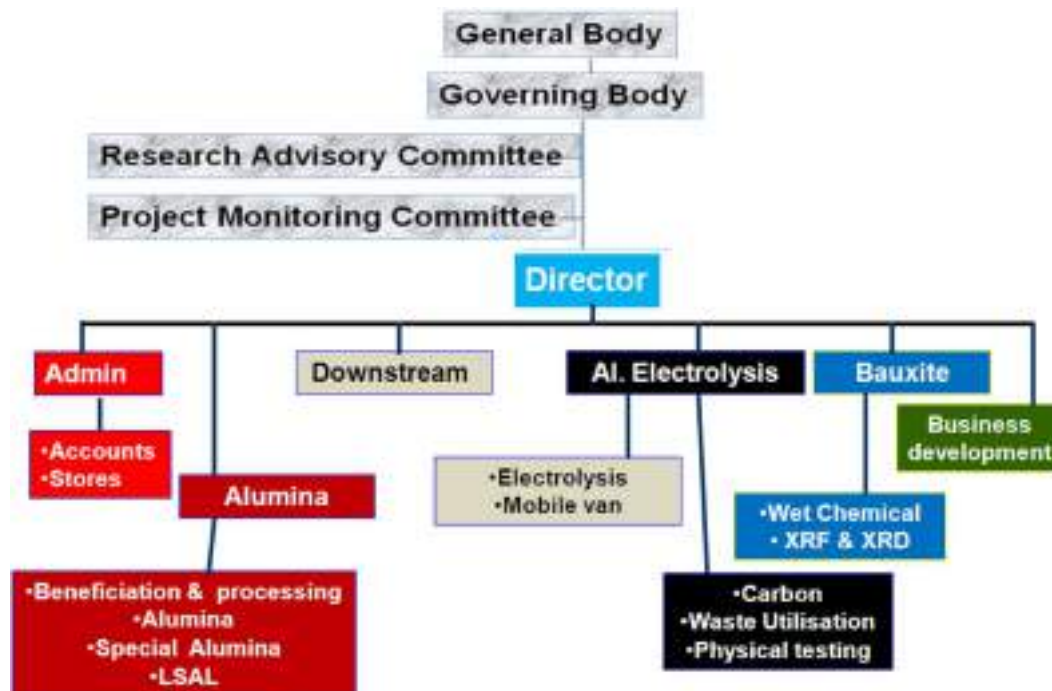 General Body
Governing Body
Research Advisory Committee
Project Monitoring Committee
Director
Admin
Downstream
Al. Electrolysis
Bauxite
Business
development
•Accounts
•Stores
Alumina
•Electrolysis
•Mobile van
•Wet Chemical
• XRF & XRD
•Beneficiation & processing
•Alumina
•Special Alumina
•LSAL
•Carbon
•Waste Utilisation
•Physical testing